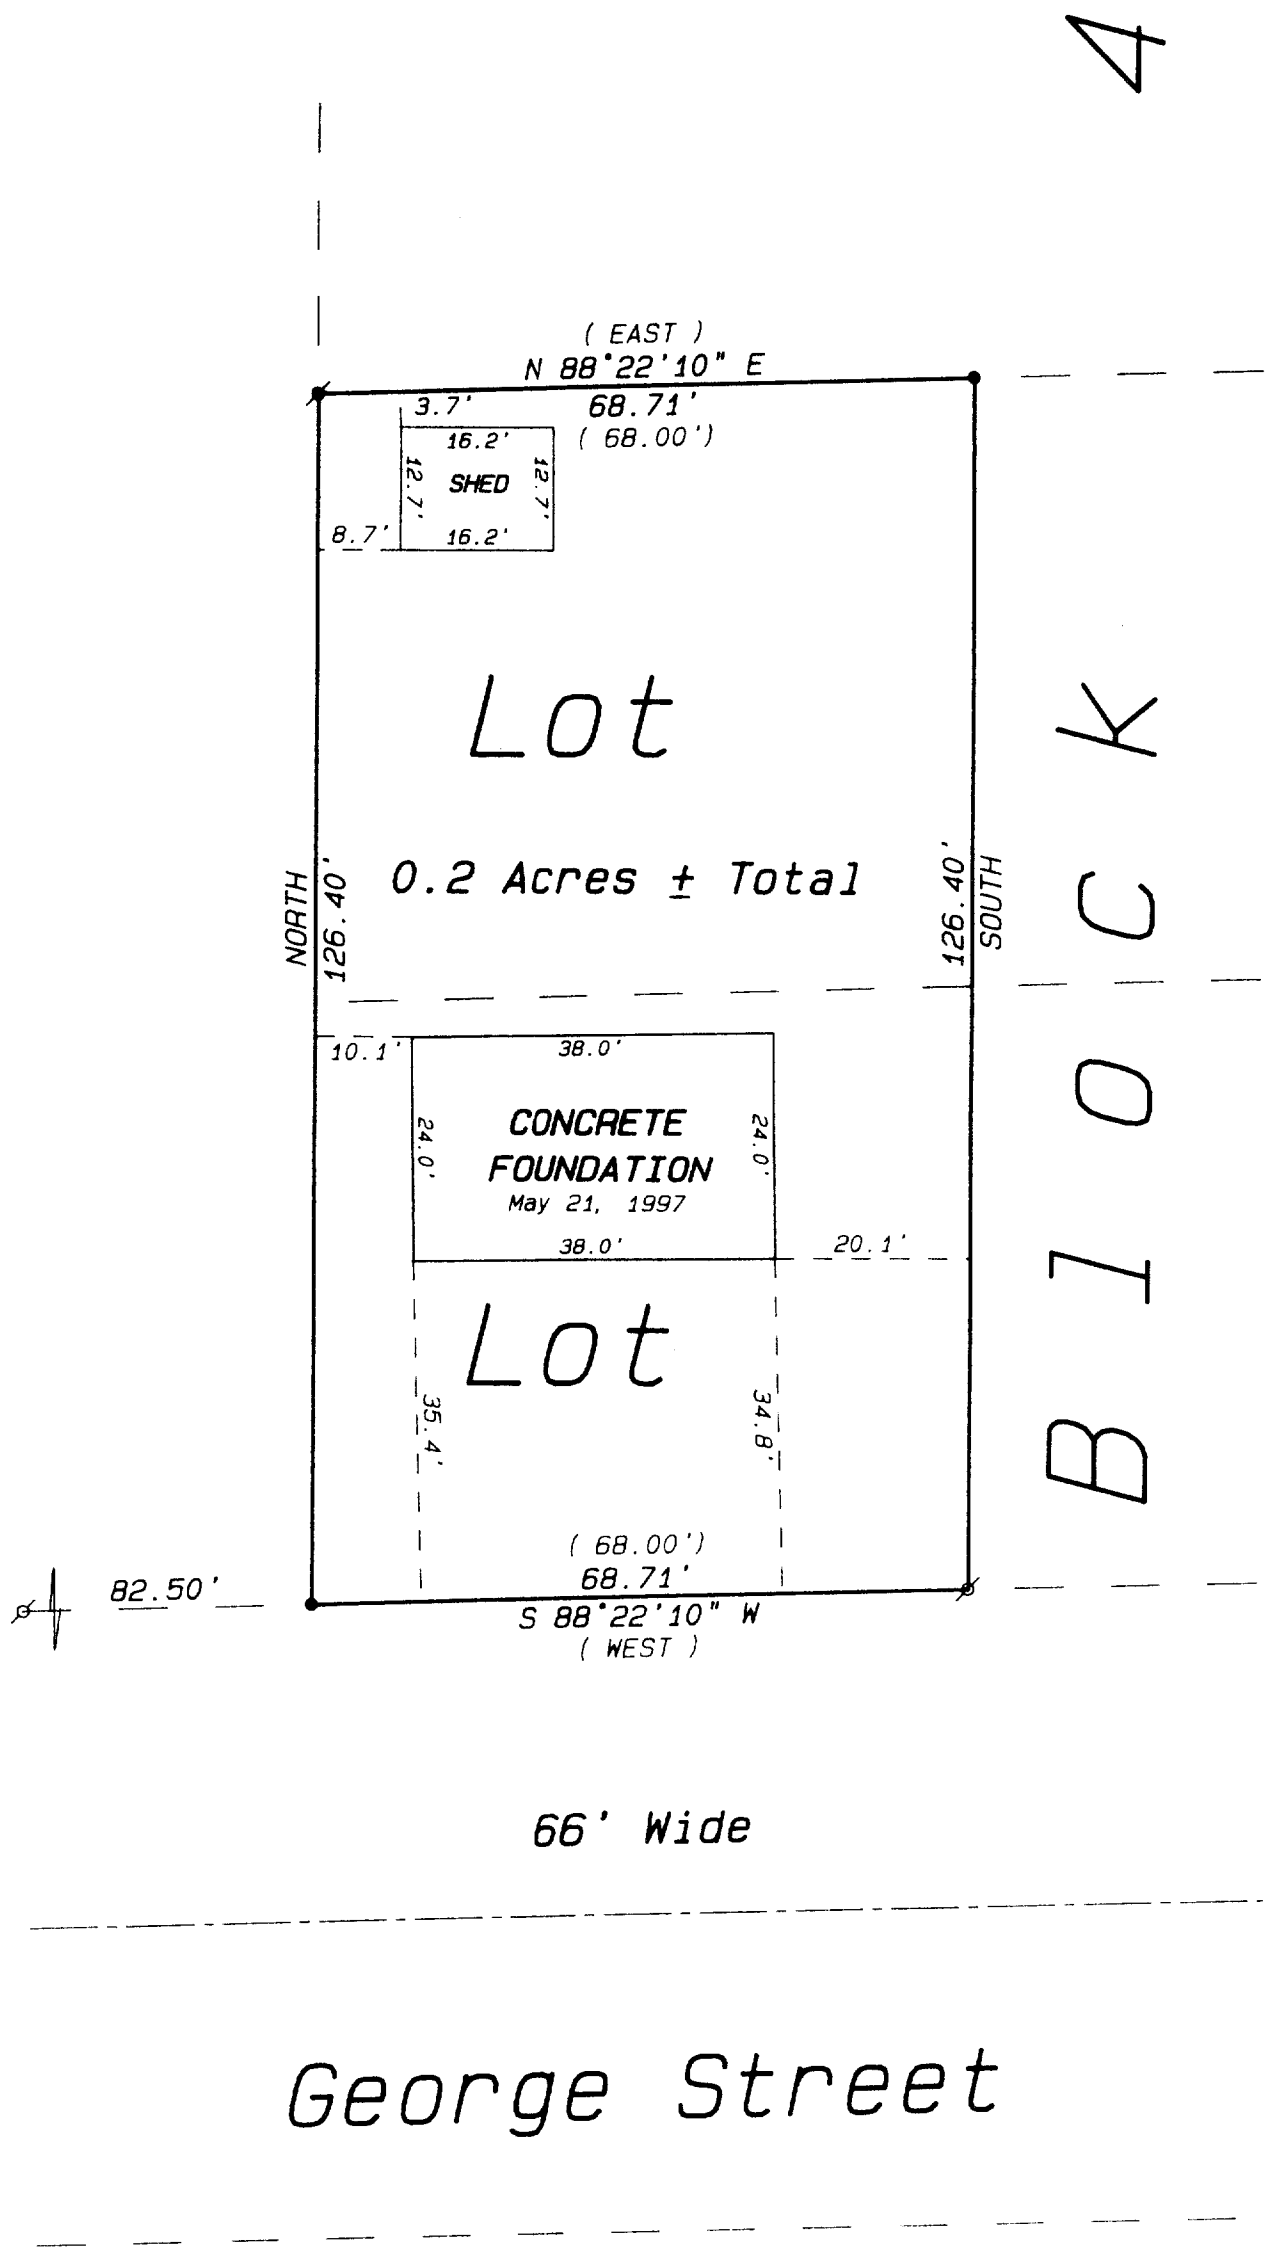 4
( EAST )
N 88°22'10" E
3.7'
68.71'
( 68.00')
16.2'
12.7'
SHED
12.7'
8.7'
16.2'
Lot
0.2 Acres ± Total
NORTH
126.40'
126.40'
SOUTH
Block
10.1'
38.0'
24.0'
CONCRETE
FOUNDATION
May 21, 1997
24.0'
38.0'
20.1'
Lot
35.4'
34.8'
( 68.00')
68.71'
82.50'
S 88°22'10" W
( WEST )
66' Wide
George Street